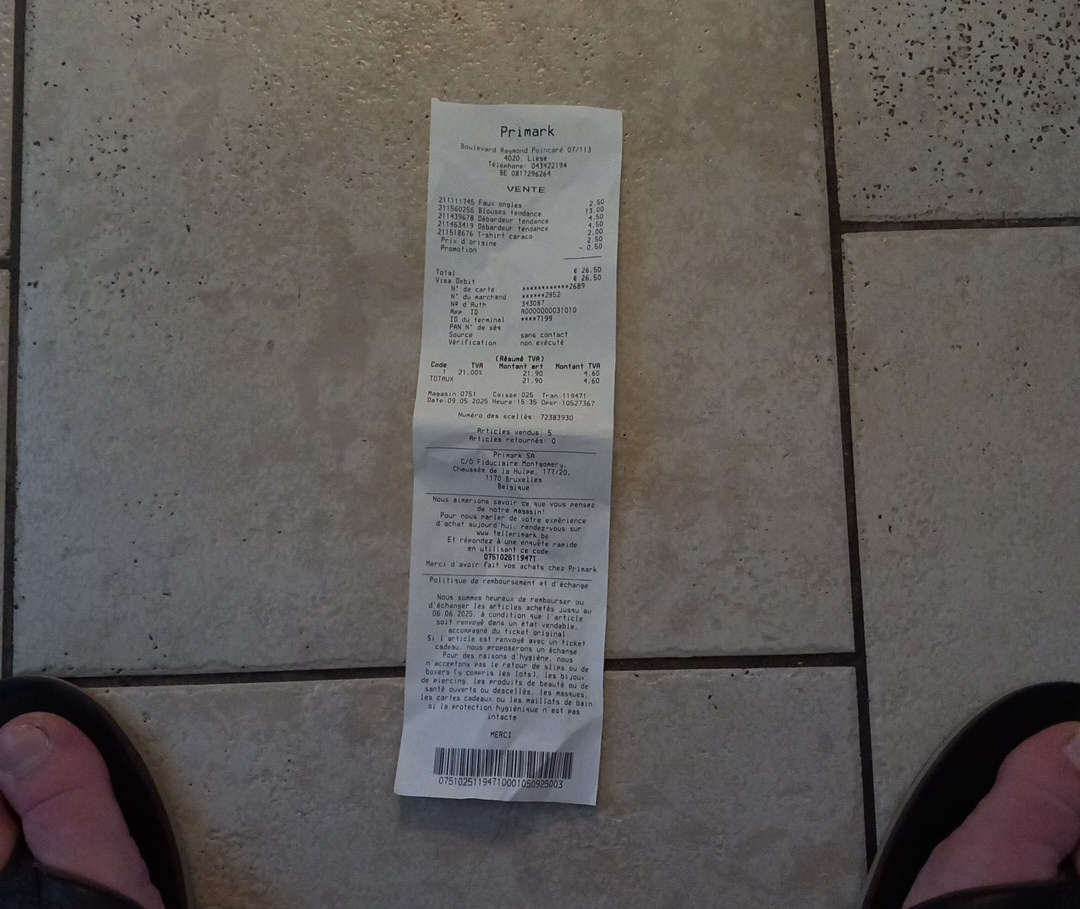 Primark
Boulevard Raymond Poincaré 07/113
4020, Liege
Téléphone: 043422194
BE 0817296264
VENTE
211111745 Faux ongles 2,50
211560256 Blouses tendance 13,00
211439678 Débardeur tendance 4,50
211463419 Débardeur tendance 4,50
211518676 T-shirt caraco 2,00
Prix d'origine 2,50
Promotion - 0,50
Total € 26,50
Visa Debit € 26,50
N° de carte ************2689
N° du marchand ******2852
Nº d'Auth 343087
App. ID A0000000031010
ID du terminal ****7199
PAN N° de séq
Source sans contact
Vérification non exécuté
(Résumé TVA)
Code TVA Montant art Montant TVA
1 21.00% 21,90 4,60
TOTAUX 21,90 4,60
Magasin:0751 Caisse:025 Tran:119471
Date:09.05.2025 Heure:15:35 Oper:10527367
Numéro des scellés: 72383930
Articles vendus: 5
Articles retournés: 0
Primark SA
C/O Fiduciaire Montgomery,
Chaussée de la Hulpe, 177/20,
1170 Bruxelles
Belgique
Nous aimerions savoir ce que vous pensez
de notre magasin!
Pour nous parler de votre expérience
d'achat aujourd'hui, rendez-vous sur
www.tellprimark.be
Et répondez à une enquête rapide
en utilisant ce code
0751025119471
Merci d'avoir fait vos achats chez Primark
Politique de remboursement et d'échange
Nous sommes heureux de rembourser ou
d'échanger les articles achetés jusqu'au
06.06.2025, à condition que l'article
soit renvoyé dans un état vendable,
accompagné du ticket original.
Si l'article est renvoyé avec un ticket
cadeau, nous proposerons un échange.
Pour des raisons d'hygiène, nous
n'acceptons pas le retour de slips ou de
boxers (y compris les lots), les bijoux
de piercing, les produits de beauté ou de
santé ouverts ou descellés, les masques,
les cartes cadeaux ou les maillots de bain
si la protection hygiénique n'est pas
intacte
MERCI
07510251194710001050925003